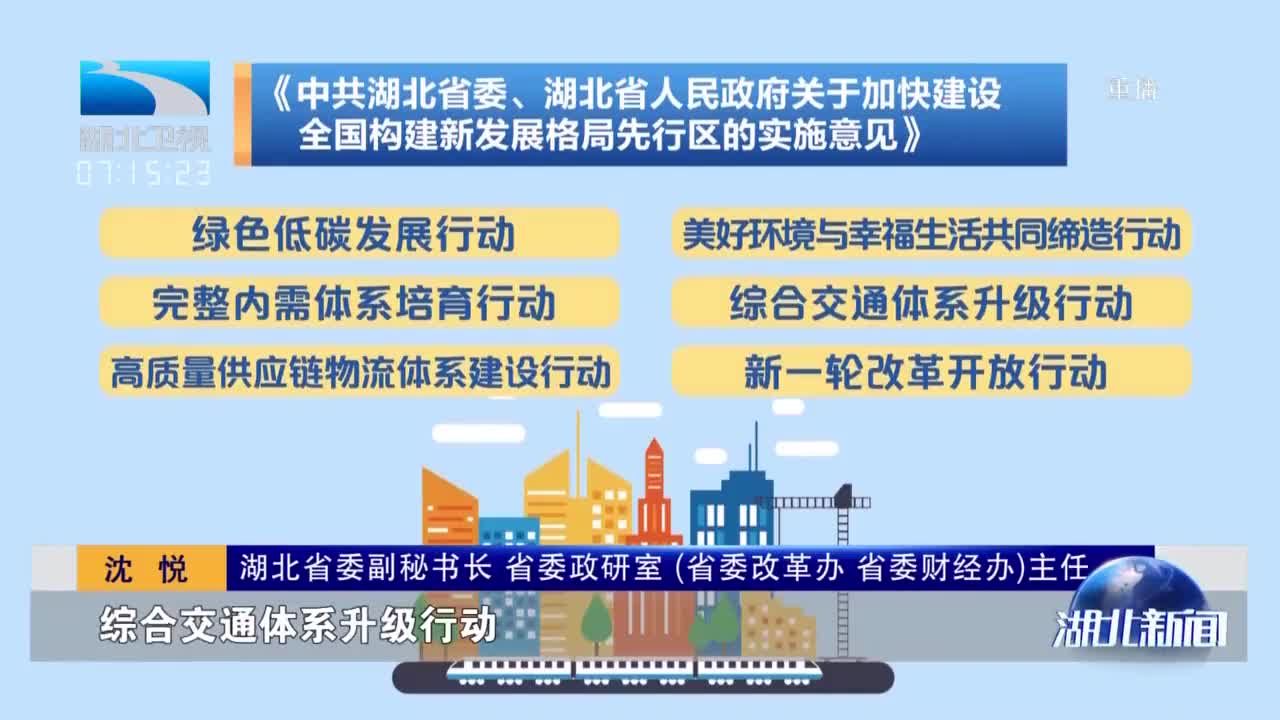 《中共湖北省委、湖北省人民政府关于加快建设
全国构建新发展格局先行区的实施意见》
重播
湖北卫视
07:15:23
绿色低碳发展行动
美好环境与幸福生活共同缔造行动
完整内需体系培育行动
综合交通体系升级行动
高质量供应链物流体系建设行动
新一轮改革开放行动
沈 悦
湖北省委副秘书长 省委政研室 (省委改革办 省委财经办)主任
综合交通体系升级行动
湖北新闻